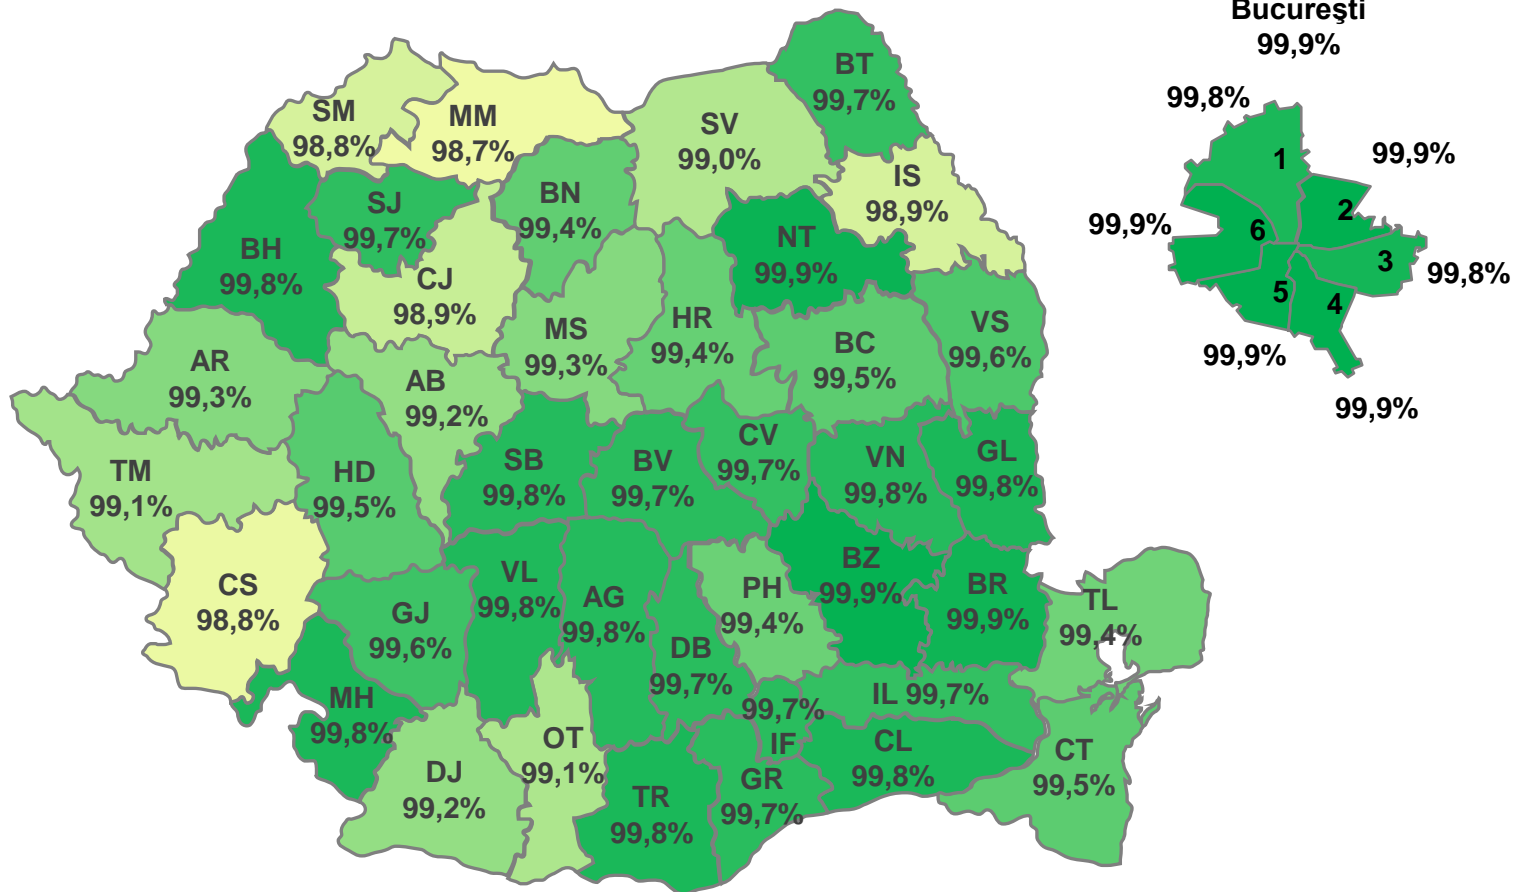 Bucureşti
99,9%
99,8%
1
99,9%
2
99,9%
6
3
99,8%
5
4
99,9%
99,9%
BT
99,7%
SM
98,8%
MM
98,7%
SV
99,0%
IS
98,9%
BN
99,4%
SJ
99,7%
NT
99,9%
BH
99,8%
CJ
98,9%
MS
99,3%
HR
99,4%
VS
99,6%
BC
99,5%
AR
99,3%
AB
99,2%
CV
99,7%
VN
99,8%
GL
99,8%
TM
99,1%
HD
99,5%
SB
99,8%
BV
99,7%
BZ
99,9%
BR
99,9%
CS
98,8%
VL
99,8%
AG
99,8%
PH
99,4%
TL
99,4%
GJ
99,6%
DB
99,7%
MH
99,8%
IL 99,7%
99,7%
IF
OT
99,1%
CL
99,8%
CT
99,5%
DJ
99,2%
TR
99,8%
GR
99,7%